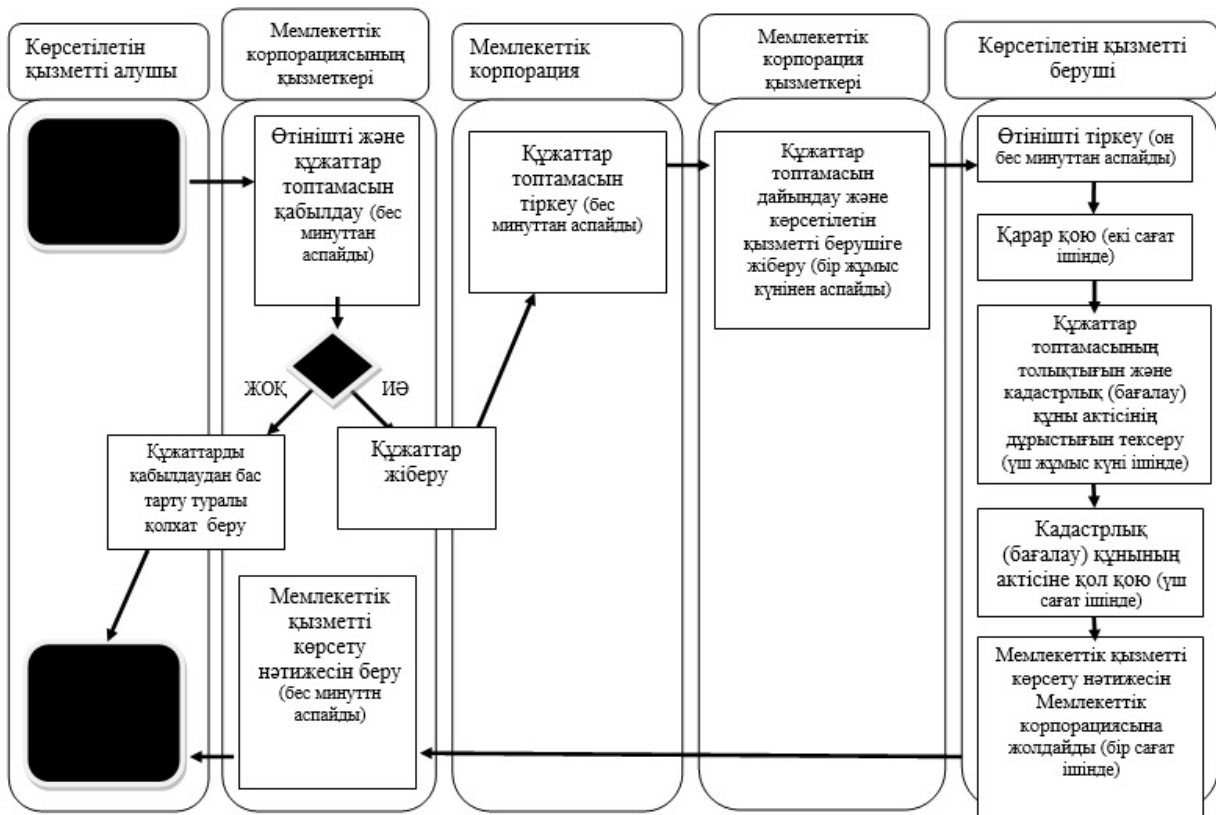 Көрсетілетін
қызметті алушы
Мемлекеттік
корпорациясының
қызметкері
Мемлекеттік
корпорация
Мемлекеттік
корпорация
қызметкері
Көрсетілетін қызметті
беруші
Өтінішті және
құжаттар
топтамасын
қабылдау (бес
минуттан
аспайды)
ЖОҚ
ИӘ
Құжаттарды
қабылдаудан бас
тарту туралы
қолхат беру
Құжаттар
жіберу
Құжаттар
топтамасын
тіркеу (бес
минуттан аспайды)
Құжаттар
топтамасын
дайындау және
көрсетілетін
қызметті берушіге
жіберу (бір жұмыс
күнінен аспайды)
Өтінішті тіркеу (он
бес минуттан аспайды)
Қарар қою (екі сағат
ішінде)
Құжаттар
топтамасының
толықтығын және
кадастрлық (бағалау)
құны актісінің
дұрыстығын тексеру
(үш жұмыс күні ішінде)
Кадастрлық
(бағалау) құнының
актісіне қол қою (үш
сағат ішінде)
Мемлекеттік қызметті
көрсету нәтижесін
Мемлекеттік
корпорациясына
жолдайды (бір сағат
ішінде)
Мемлекеттік
қызметті
көрсету
нәтижесін беру
(бес минуттн
аспайды)